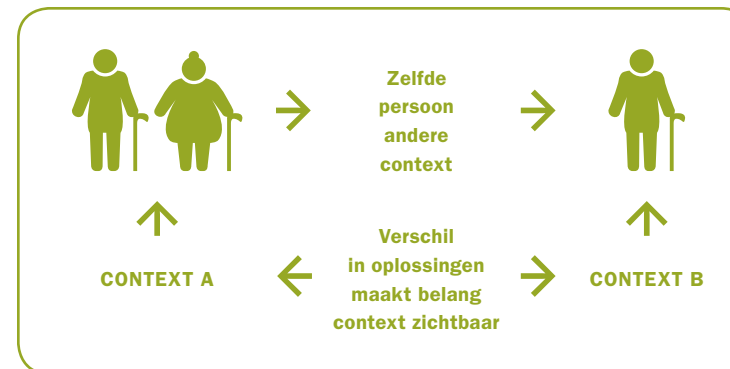 Zelfde
persoon
andere
context
CONTEXT A
Verschil
in oplossingen
maakt belang
context zichtbaar
CONTEXT B